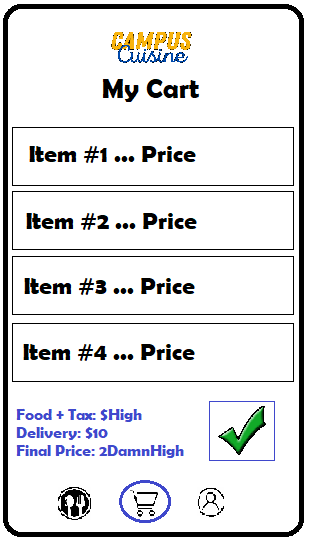 CAMPUS
Cuisine
My Cart
Item #1 ... Price
Item #2 ... Price
Item #3 ... Price
Item #4 ... Price
Food + Tax: $High
Delivery: $10
Final Price: 2DamnHigh